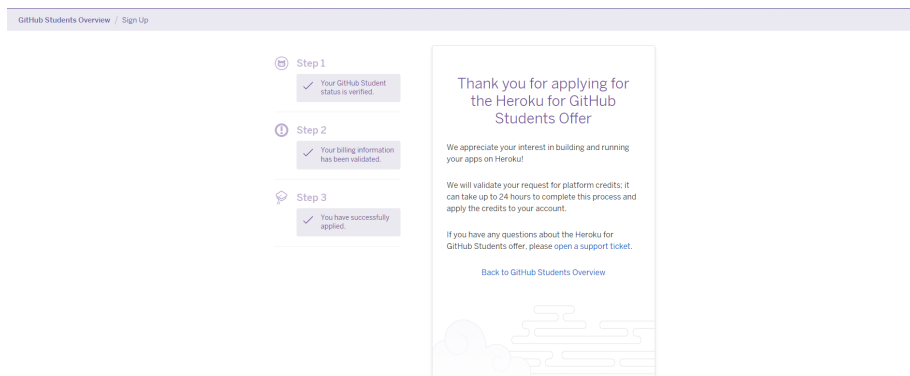 GitHub Students Overview / Sign Up
Step 1
Your GitHub Student
status is verified.
Step 2
Your billing information
has been validated.
Step 3
You have successfully
applied.
Thank you for applying for
the Heroku for GitHub
Students Offer
We appreciate your interest in building and running
your apps on Heroku!
We will validate your request for platform credits; it
can take up to 24 hours to complete this process and
apply the credits to your account.
If you have any questions about the Heroku for
GitHub Students offer, please open a support ticket.
Back to GitHub Students Overview